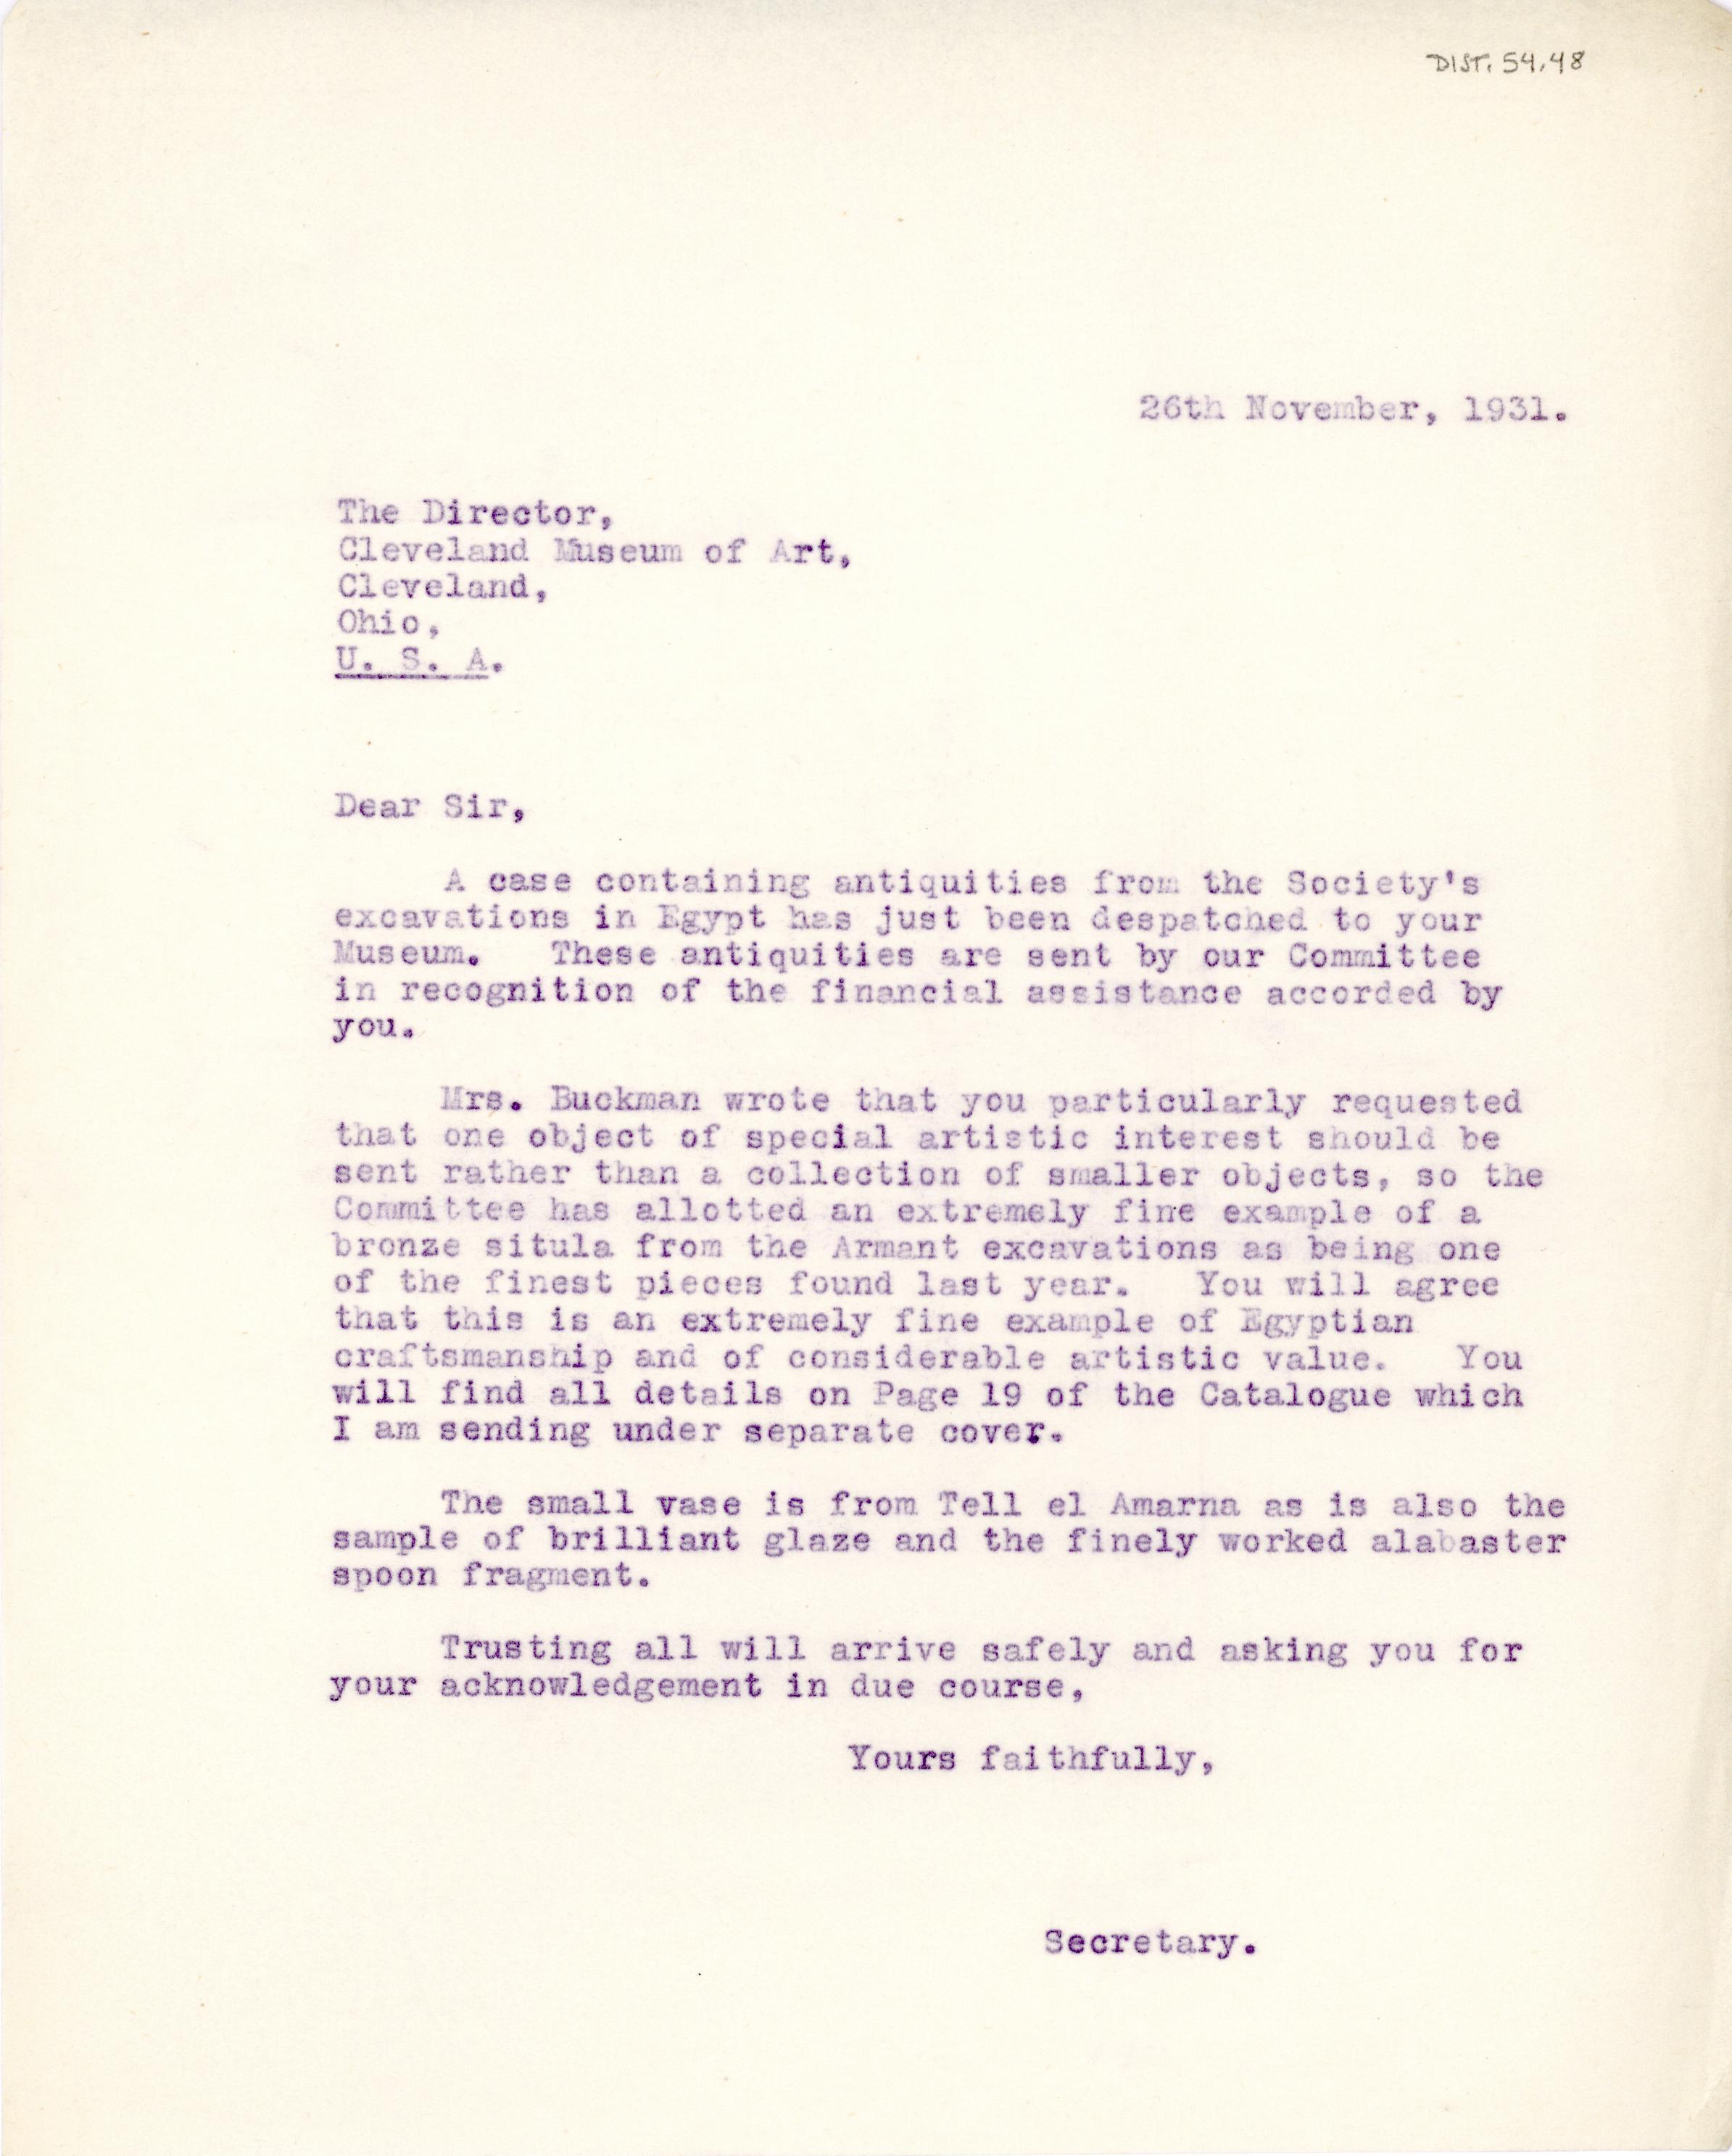 DIST. 54.48
26th November, 1931.
The Director,
Cleveland Museum of Art,
Cleveland,
Ohio,
U. S. A.
Dear Sir,
A case containing antiquities from the Society's
excavations in Egypt has just been despatched to your
Museum. These antiquities are sent by our Committee
in recognition of the financial assistance accorded by
you.
Mrs. Buckman wrote that you particularly requested
that one object of special artistic interest should be
sent rather than a collection of smaller objects, so the
Committee has allotted an extremely fine example of a
bronze situla from the Armant excavations as being one
of the finest pieces found last year. You will agree
that this is an extremely fine example of Egyptian
craftsmanship and of considerable artistic value. You
will find all details on Page 19 of the Catalogue which
I am sending under separate cover.
The small vase is from Tell el Amarna as is also the
sample of brilliant glaze and the finely worked alabaster
spoon fragment.
Trusting all will arrive safely and asking you for
your acknowledgement in due course,
Yours faithfully,
Secretary.